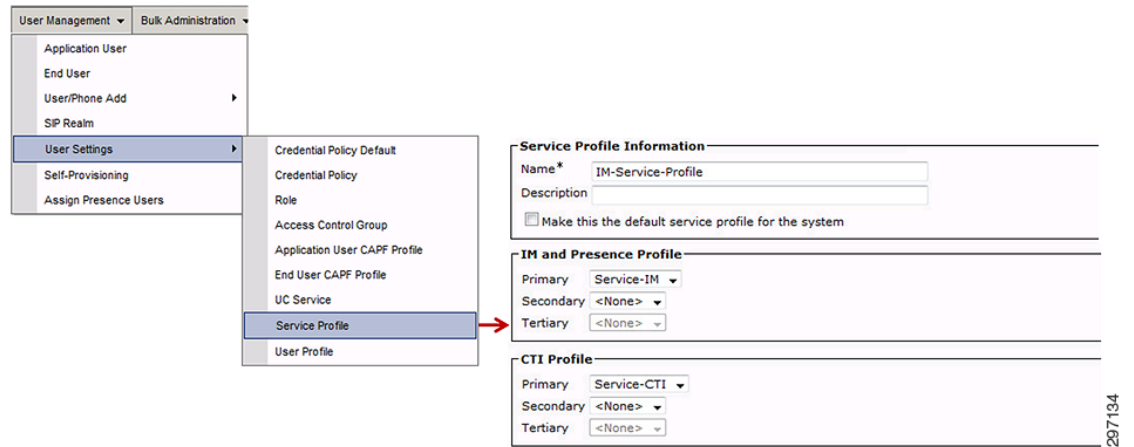 User Management Bulk Administration
Application User
End User
User/Phone Add
SIP Realm
User Settings
Self-Provisioning
Assign Presence Users
Credential Policy Default
Credential Policy
Role
Access Control Group
Application User CAPF Profile
End User CAPF Profile
UC Service
Service Profile
User Profile
Service Profile Information
Name* IM-Service-Profile
Description
Make this the default service profile for the system
IM and Presence Profile
Primary Service-IM
Secondary <None>
Tertiary <None>
CTI Profile
Primary Service-CTI
Secondary <None>
Tertiary <None>
297134